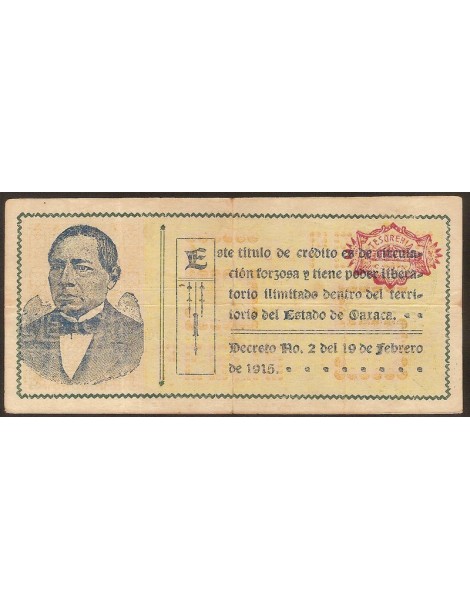 Este titulo de crédito es de circula-
ción forzosa y tiene poder libera-
torio ilimitado dentro del terri-
torio del Estado de Oaxaca.
Decreto No. 2 del 19 de Febrero
de 1915.
TESORERIA